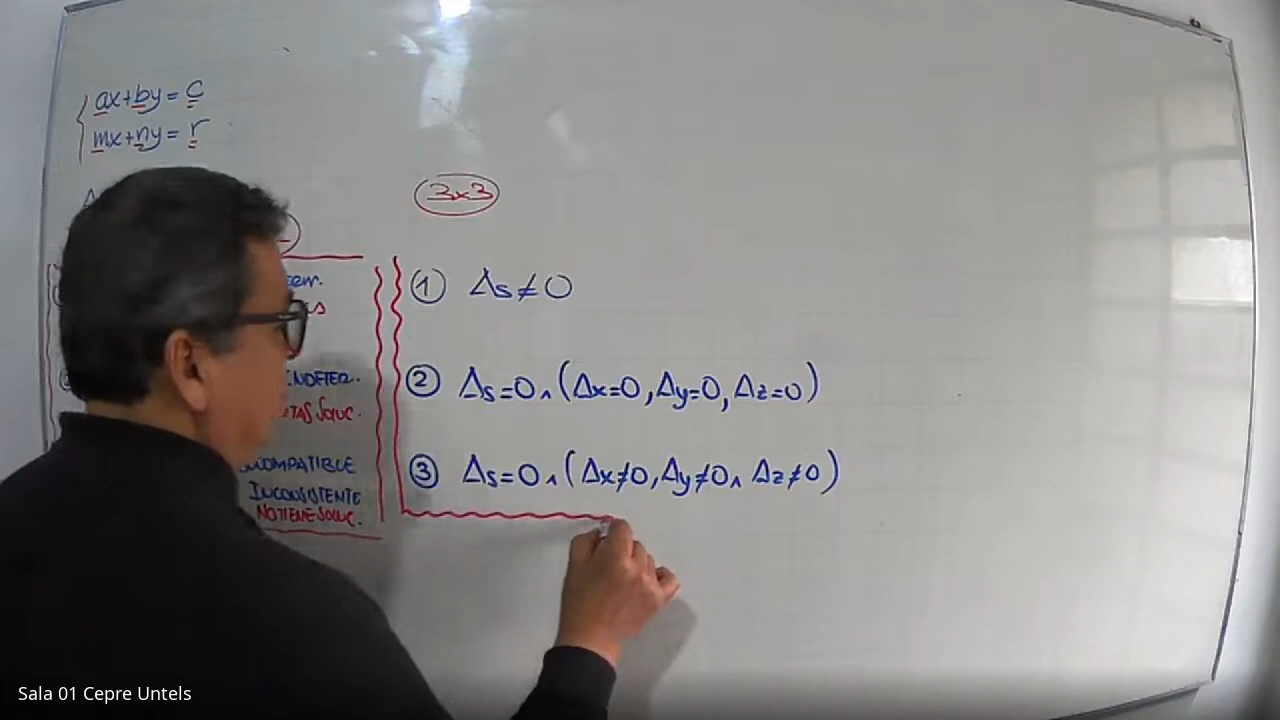 ax+by = c
mx+ny = r
3x3
① Δs ≠ 0
INDETER.
② Δs=0 ∧ (Δx=0, Δy=0, Δz=0)
SOLUC.
INCOMPATIBLE
③ Δs=0 ∧ (Δx≠0, Δy≠0 ∧ Δz≠0)
INCONSISTENTE
NO TIENE SOLUC.
Sala 01 Cepre Untels